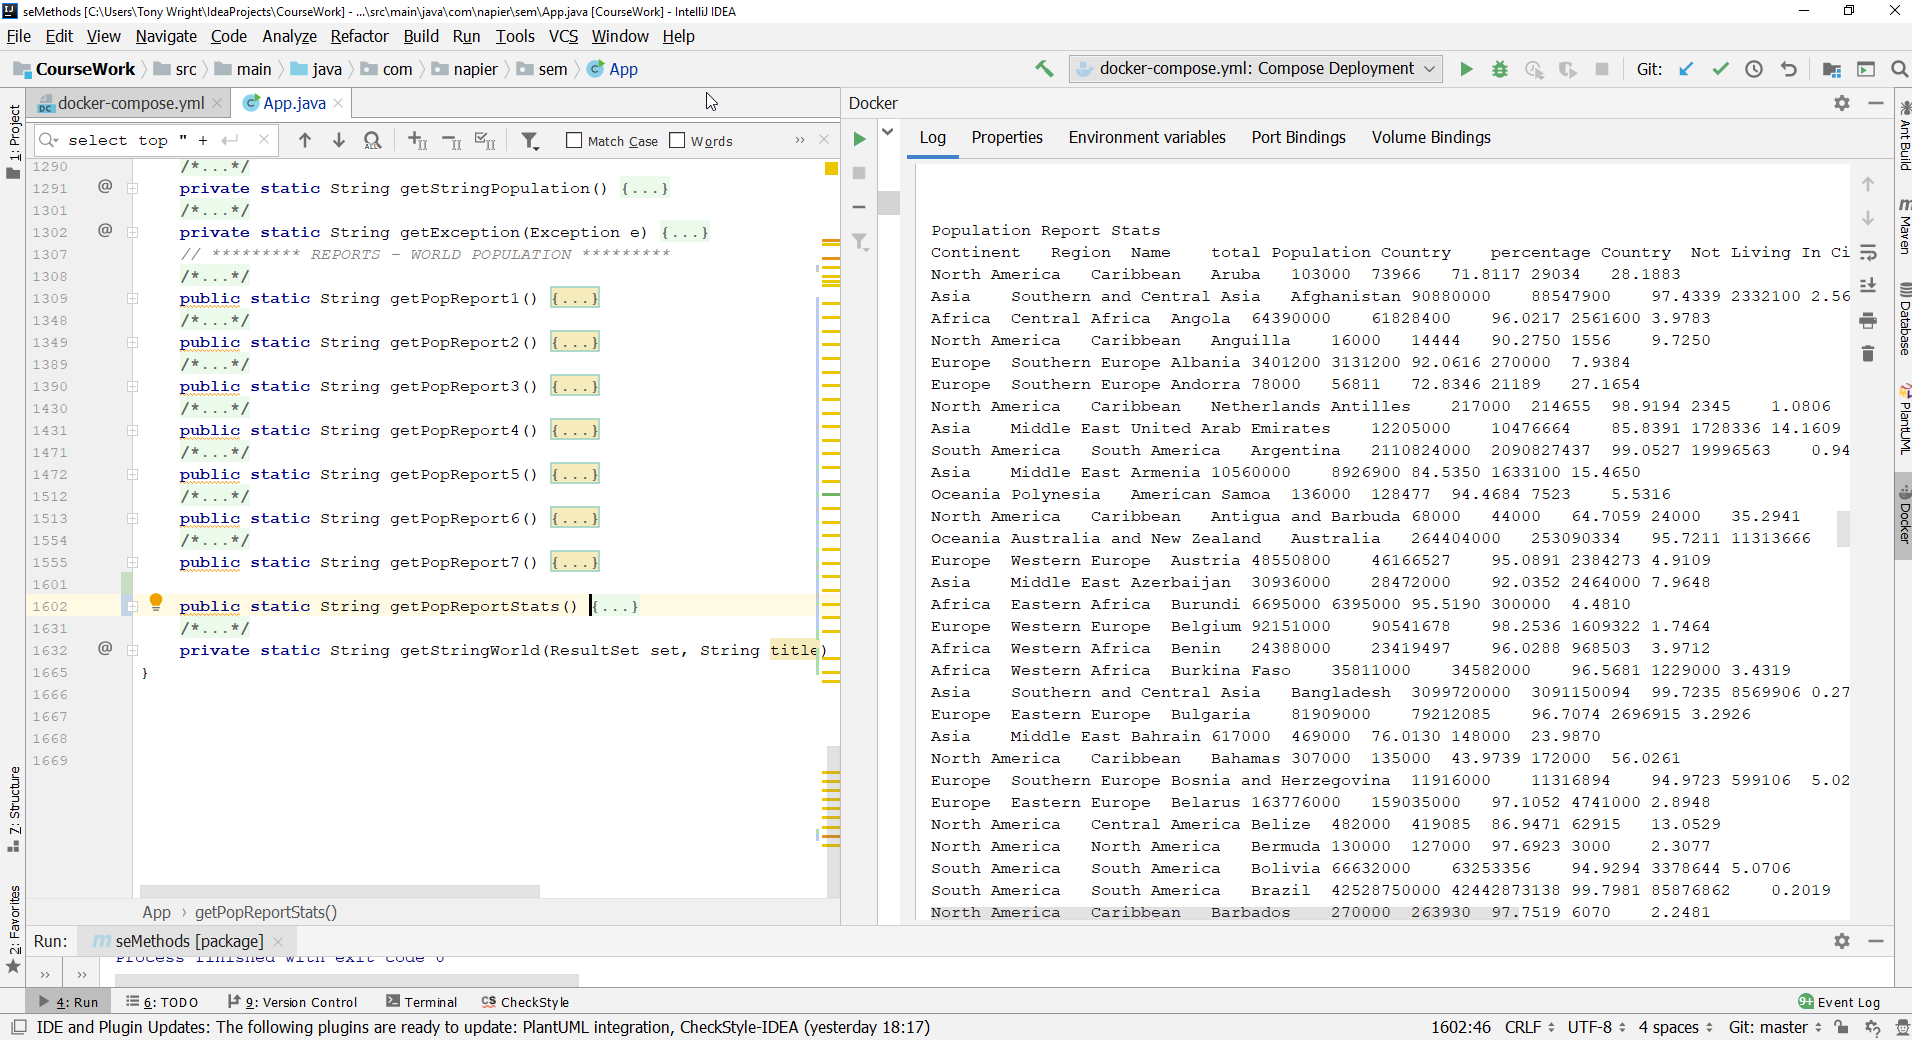 seMethods [C:\Users\Tony Wright\IdeaProjects\CourseWork] - ...\src\main\java\com\napier\sem\App.java [CourseWork] - IntelliJ IDEA
File Edit View Navigate Code Analyze Refactor Build Run Tools VCS Window Help
CourseWork src main java com napier sem App docker-compose.yml: Compose Deployment Git:
docker-compose.yml App.java
select top " + Match Case Words
1290 /*...*/
1291 @ private static String getStringPopulation() {...}
1301 /*...*/
1302 @ private static String getException(Exception e) {...}
1307 // ********* REPORTS - WORLD POPULATION *********
1308 /*...*/
1309 public static String getPopReport1() {...}
1348 /*...*/
1349 public static String getPopReport2() {...}
1389 /*...*/
1390 public static String getPopReport3() {...}
1430 /*...*/
1431 public static String getPopReport4() {...}
1471 /*...*/
1472 public static String getPopReport5() {...}
1512 /*...*/
1513 public static String getPopReport6() {...}
1554 /*...*/
1555 public static String getPopReport7() {...}
1601
1602 public static String getPopReportStats() {...}
1631 /*...*/
1632 @ private static String getStringWorld(ResultSet set, String title)
1665 }
1666
1667
1668
1669
App › getPopReportStats()
Docker
Log Properties Environment variables Port Bindings Volume Bindings
Population Report Stats
Continent Region Name total Population Country percentage Country Not Living In Ci
North America Caribbean Aruba 103000 73966 71.8117 29034 28.1883
Asia Southern and Central Asia Afghanistan 90880000 88547900 97.4339 2332100 2.56
Africa Central Africa Angola 64390000 61828400 96.0217 2561600 3.9783
North America Caribbean Anguilla 16000 14444 90.2750 1556 9.7250
Europe Southern Europe Albania 3401200 3131200 92.0616 270000 7.9384
Europe Southern Europe Andorra 78000 56811 72.8346 21189 27.1654
North America Caribbean Netherlands Antilles 217000 214655 98.9194 2345 1.0806
Asia Middle East United Arab Emirates 12205000 10476664 85.8391 1728336 14.1609
South America South America Argentina 2110824000 2090827437 99.0527 19996563 0.94
Asia Middle East Armenia 10560000 8926900 84.5350 1633100 15.4650
Oceania Polynesia American Samoa 136000 128477 94.4684 7523 5.5316
North America Caribbean Antigua and Barbuda 68000 44000 64.7059 24000 35.2941
Oceania Australia and New Zealand Australia 264404000 253090334 95.7211 11313666
Europe Western Europe Austria 48550800 46166527 95.0891 2384273 4.9109
Asia Middle East Azerbaijan 30936000 28472000 92.0352 2464000 7.9648
Africa Eastern Africa Burundi 6695000 6395000 95.5190 300000 4.4810
Europe Western Europe Belgium 92151000 90541678 98.2536 1609322 1.7464
Africa Western Africa Benin 24388000 23419497 96.0288 968503 3.9712
Africa Western Africa Burkina Faso 35811000 34582000 96.5681 1229000 3.4319
Asia Southern and Central Asia Bangladesh 3099720000 3091150094 99.7235 8569906 0.27
Europe Eastern Europe Bulgaria 81909000 79212085 96.7074 2696915 3.2926
Asia Middle East Bahrain 617000 469000 76.0130 148000 23.9870
North America Caribbean Bahamas 307000 135000 43.9739 172000 56.0261
Europe Southern Europe Bosnia and Herzegovina 11916000 11316894 94.9723 599106 5.02
Europe Eastern Europe Belarus 163776000 159035000 97.1052 4741000 2.8948
North America Central America Belize 482000 419085 86.9471 62915 13.0529
North America North America Bermuda 130000 127000 97.6923 3000 2.3077
South America South America Bolivia 66632000 63253356 94.9294 3378644 5.0706
South America South America Brazil 42528750000 42442873138 99.7981 85876862 0.2019
North America Caribbean Barbados 270000 263930 97.7519 6070 2.2481
1: Project
7: Structure
2: Favorites
Ant Build
Maven
Database
PlantUML
Docker
Run: seMethods [package]
Process finished with exit code 0
4: Run 6: TODO 9: Version Control Terminal CheckStyle 9+ Event Log
IDE and Plugin Updates: The following plugins are ready to update: PlantUML integration, CheckStyle-IDEA (yesterday 18:17) 1602:46 CRLF UTF-8 4 spaces Git: master